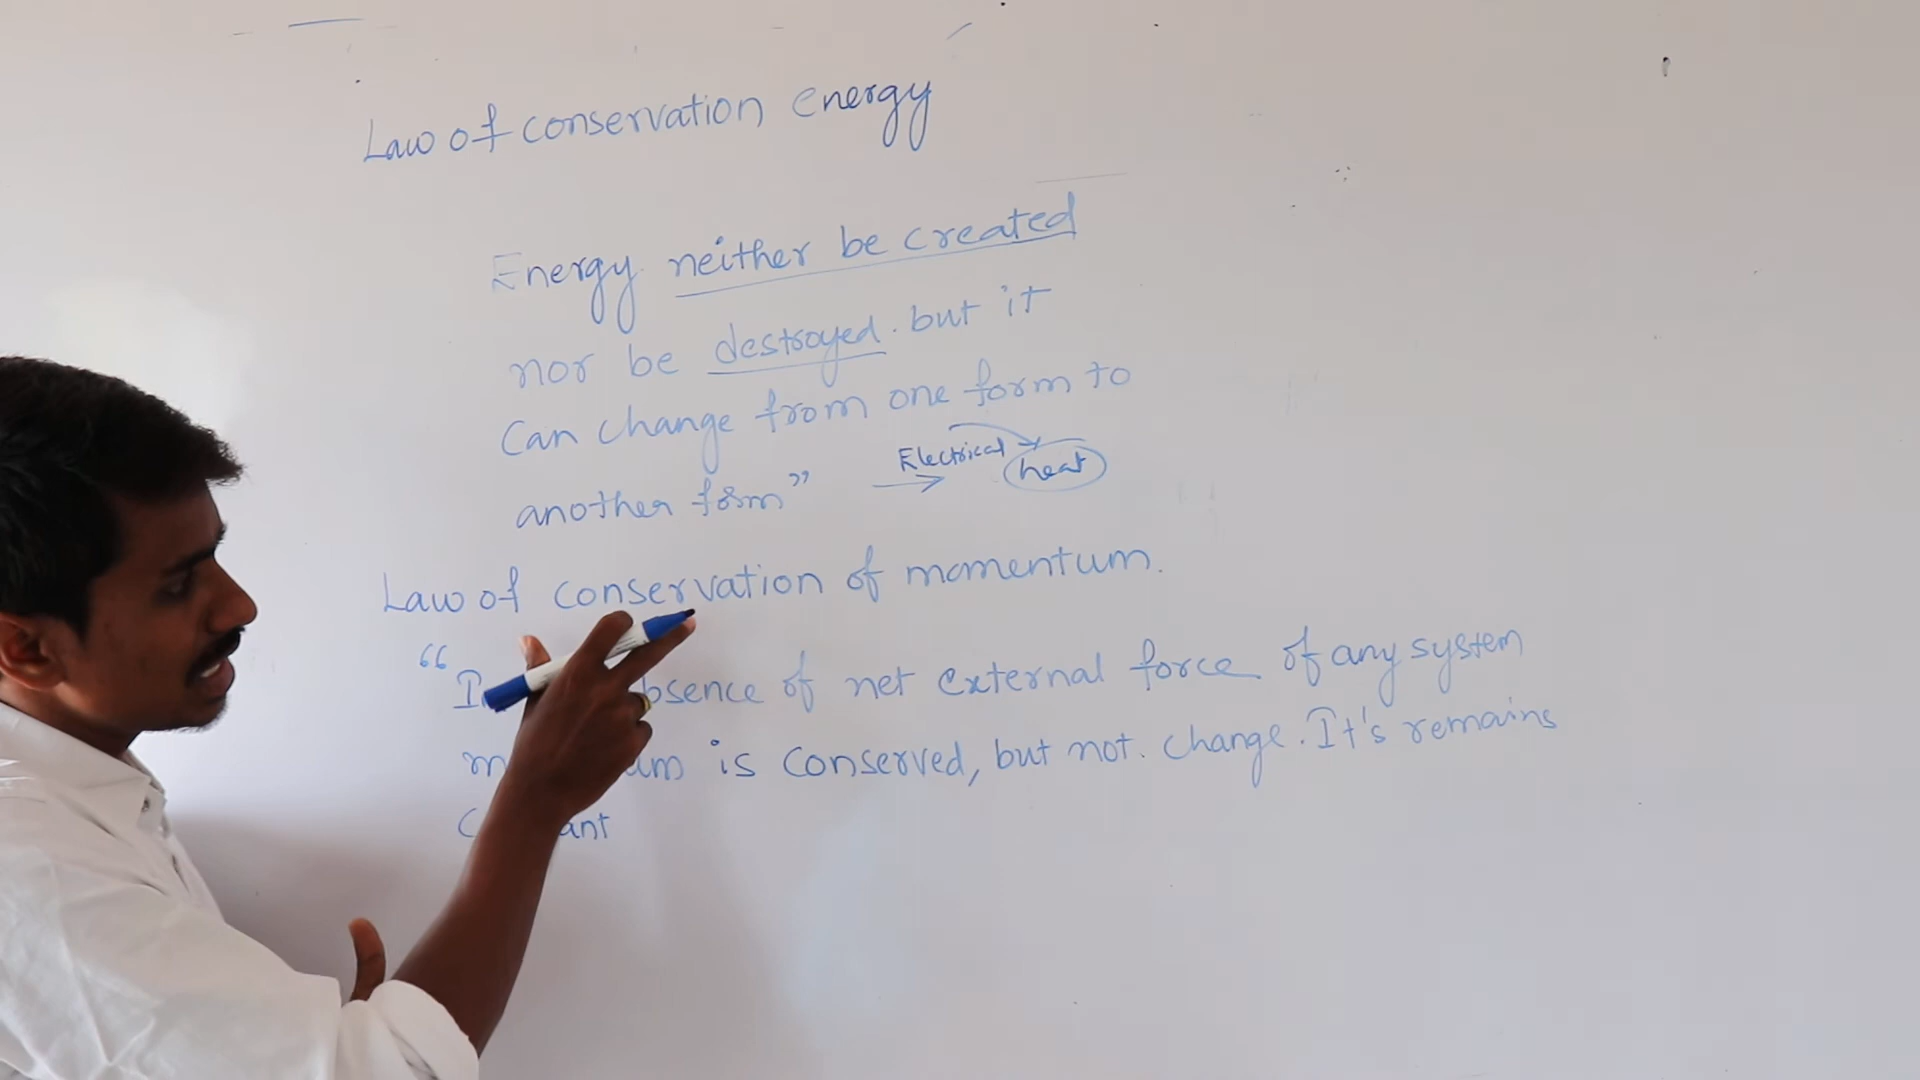 Law of conservation energy
Energy neither be created
nor be destroyed. but it
can change from one form to
another form” Electrical heat
Law of conservation of momentum.
“In absence of net external force of any system
is conserved, but not. change. It's remains